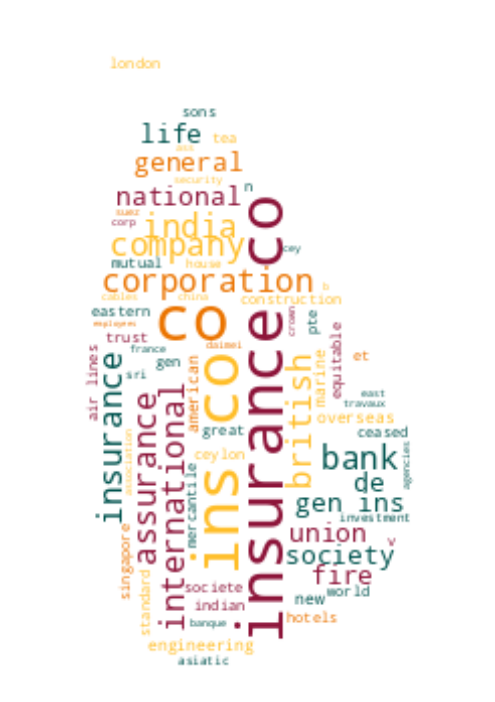 london
sons
life
tea
ass
general
security
national
n
suez
corp
india
company
cey
mutual
house
corporation
b
cables
china
construction
eastern
co
insurance co
crown
pte
employers
trust
daimei
france
gen
sri
air lines
insurance
american
ins co
british
marine
equitable
et
east
travaux
overseas
assurance
international
great
ceased
association
ceylon
bank
agencies
mercantile
de
gen ins
investment
singapore
union
v
society
standard
societe
fire
new
world
indian
banque
hotels
engineering
asiatic